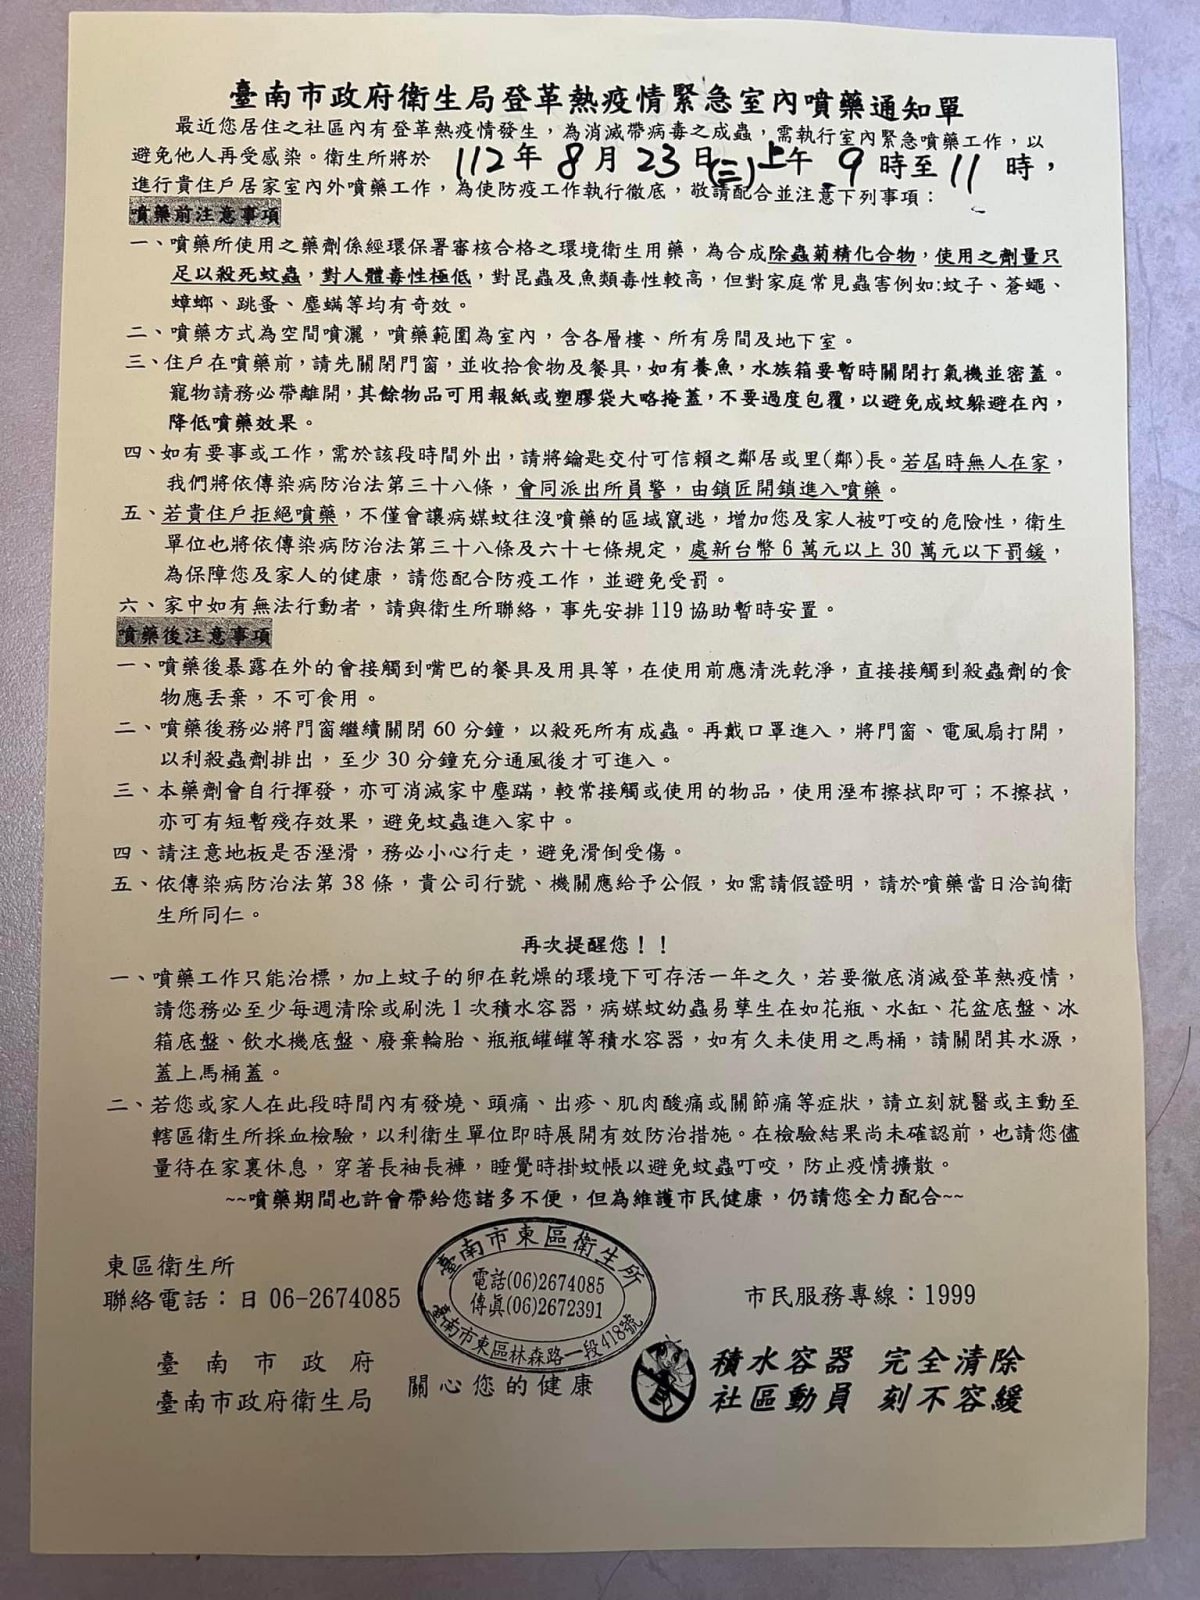 臺南市政府衛生局登革熱疫情緊急室內噴藥通知單
最近您居住之社區內有登革熱疫情發生，為消滅帶病毒之成蟲，需執行室內緊急噴藥工作，以
避免他人再受感染。衛生所將於 112年 8月 23日(三)上午 9時至 11時，
進行貴住戶居家室內外噴藥工作，為使防疫工作執行徹底，敬請配合並注意下列事項：
噴藥前注意事項
一、噴藥所使用之藥劑係經環保署審核合格之環境衛生用藥，為合成除蟲菊精化合物，使用之劑量只
足以殺死蚊蟲，對人體毒性極低，對昆蟲及魚類毒性較高，但對家庭常見蟲害例如:蚊子、蒼蠅、
蟑螂、跳蚤、塵蟎等均有奇效。
二、噴藥方式為空間噴灑，噴藥範圍為室內，含各層樓、所有房間及地下室。
三、住戶在噴藥前，請先關閉門窗，並收拾食物及餐具，如有養魚，水族箱要暫時關閉打氣機並密蓋。
寵物請務必帶離開，其餘物品可用報紙或塑膠袋大略掩蓋，不要過度包覆，以避免成蚊躲避在內，
降低噴藥效果。
四、如有要事或工作，需於該段時間外出，請將鑰匙交付可信賴之鄰居或里(鄰)長。若屆時無人在家，
我們將依傳染病防治法第三十八條，會同派出所員警，由鎖匠開鎖進入噴藥。
五、若貴住戶拒絕噴藥，不僅會讓病媒蚊往沒噴藥的區域竄逃，增加您及家人被叮咬的危險性，衛生
單位也將依傳染病防治法第三十八條及六十七條規定，處新台幣 6 萬元以上 30 萬元以下罰鍰，
為保障您及家人的健康，請您配合防疫工作，並避免受罰。
六、家中如有無法行動者，請與衛生所聯絡，事先安排 119 協助暫時安置。
噴藥後注意事項
一、噴藥後暴露在外的會接觸到嘴巴的餐具及用具等，在使用前應清洗乾淨，直接接觸到殺蟲劑的食
物應丟棄，不可食用。
二、噴藥後務必將門窗繼續關閉 60 分鐘，以殺死所有成蟲。再戴口罩進入，將門窗、電風扇打開，
以利殺蟲劑排出，至少 30 分鐘充分通風後才可進入。
三、本藥劑會自行揮發，亦可消滅家中塵蹣，較常接觸或使用的物品，使用溼布擦拭即可；不擦拭，
亦可有短暫殘存效果，避免蚊蟲進入家中。
四、請注意地板是否溼滑，務必小心行走，避免滑倒受傷。
五、依傳染病防治法第 38 條，貴公司行號、機關應給予公假，如需請假證明，請於噴藥當日洽詢衛
生所同仁。
再次提醒您！！
一、噴藥工作只能治標，加上蚊子的卵在乾燥的環境下可存活一年之久，若要徹底消滅登革熱疫情，
請您務必至少每週清除或刷洗 1 次積水容器，病媒蚊幼蟲易孳生在如花瓶、水缸、花盆底盤、冰
箱底盤、飲水機底盤、廢棄輪胎、瓶瓶罐罐等積水容器，如有久未使用之馬桶，請關閉其水源，
蓋上馬桶蓋。
二、若您或家人在此段時間內有發燒、頭痛、出疹、肌肉酸痛或關節痛等症狀，請立刻就醫或主動至
轄區衛生所採血檢驗，以利衛生單位即時展開有效防治措施。在檢驗結果尚未確認前，也請您儘
量待在家裏休息，穿著長袖長褲，睡覺時掛蚊帳以避免蚊蟲叮咬，防止疫情擴散。
~~噴藥期間也許會帶給您諸多不便，但為維護市民健康，仍請您全力配合~~
東區衛生所
聯絡電話：日 06-2674085
臺南市東區衛生所
電話(06)2674085
傳真(06)2672391
臺南市東區林森路一段418號
市民服務專線：1999
臺南市政府
臺南市政府衛生局
關心您的健康
積水容器 完全清除
社區動員 刻不容緩